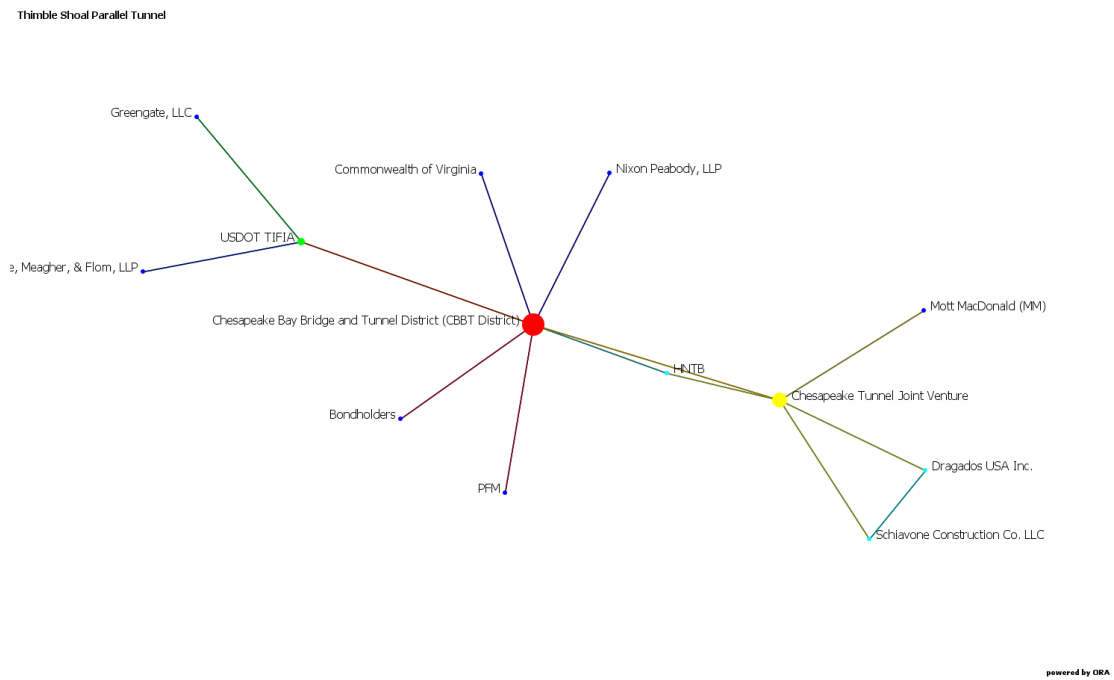 Thimble Shoal Parallel Tunnel
Greengate, LLC
Commonwealth of Virginia
Nixon Peabody, LLP
USDOT TIFIA
e, Meagher, & Flom, LLP
Mott MacDonald (MM)
Chesapeake Bay Bridge and Tunnel District (CBBT District)
HNTB
Chesapeake Tunnel Joint Venture
Bondholders
Dragados USA Inc.
PFM
Schiavone Construction Co. LLC
powered by ORA